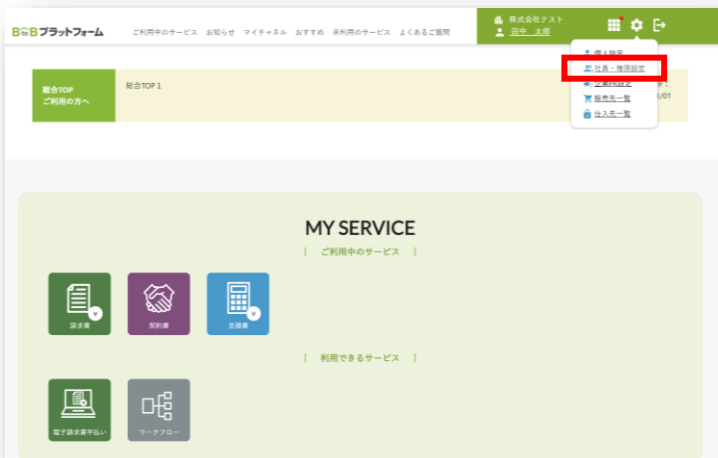 BtoBプラットフォーム
ご利用中のサービス お知らせ マイチャネル おすすめ 未利用のサービス よくあるご質問
株式会社テスト
田中 太郎
個人設定
社員・権限設定
企業内設定
販売先一覧
仕入先一覧
総合TOP
ご利用の方へ
総合TOP 1
/01
MY SERVICE
| ご利用中のサービス |
請求書
契約書
見積書
| 利用できるサービス |
電子請求書早払い
ワークフロー